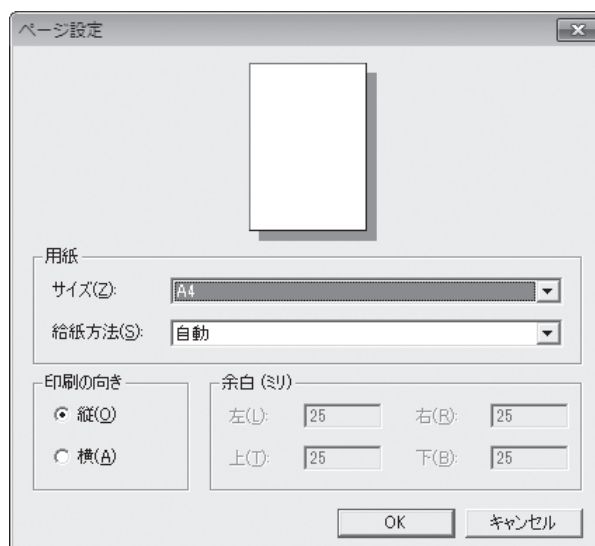 ページ設定
用紙
サイズ(Z):
A4
給紙方法(S):
自動
印刷の向き
縦(O)
横(A)
余白(ミリ)
左(L): 25 右(R): 25
上(T): 25 下(B): 25
OK キャンセル